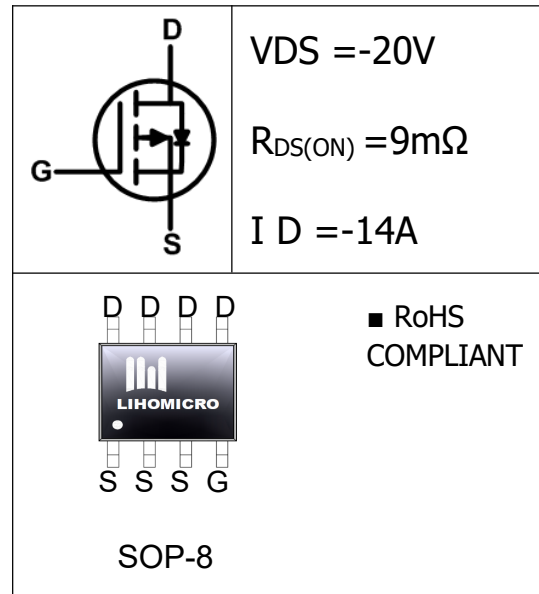 D
VDS =-20V
RDS(ON) =9mΩ
G
S
I D =-14A
D D D D
■ RoHS
COMPLIANT
LIHOMICRO
S S S G
SOP-8